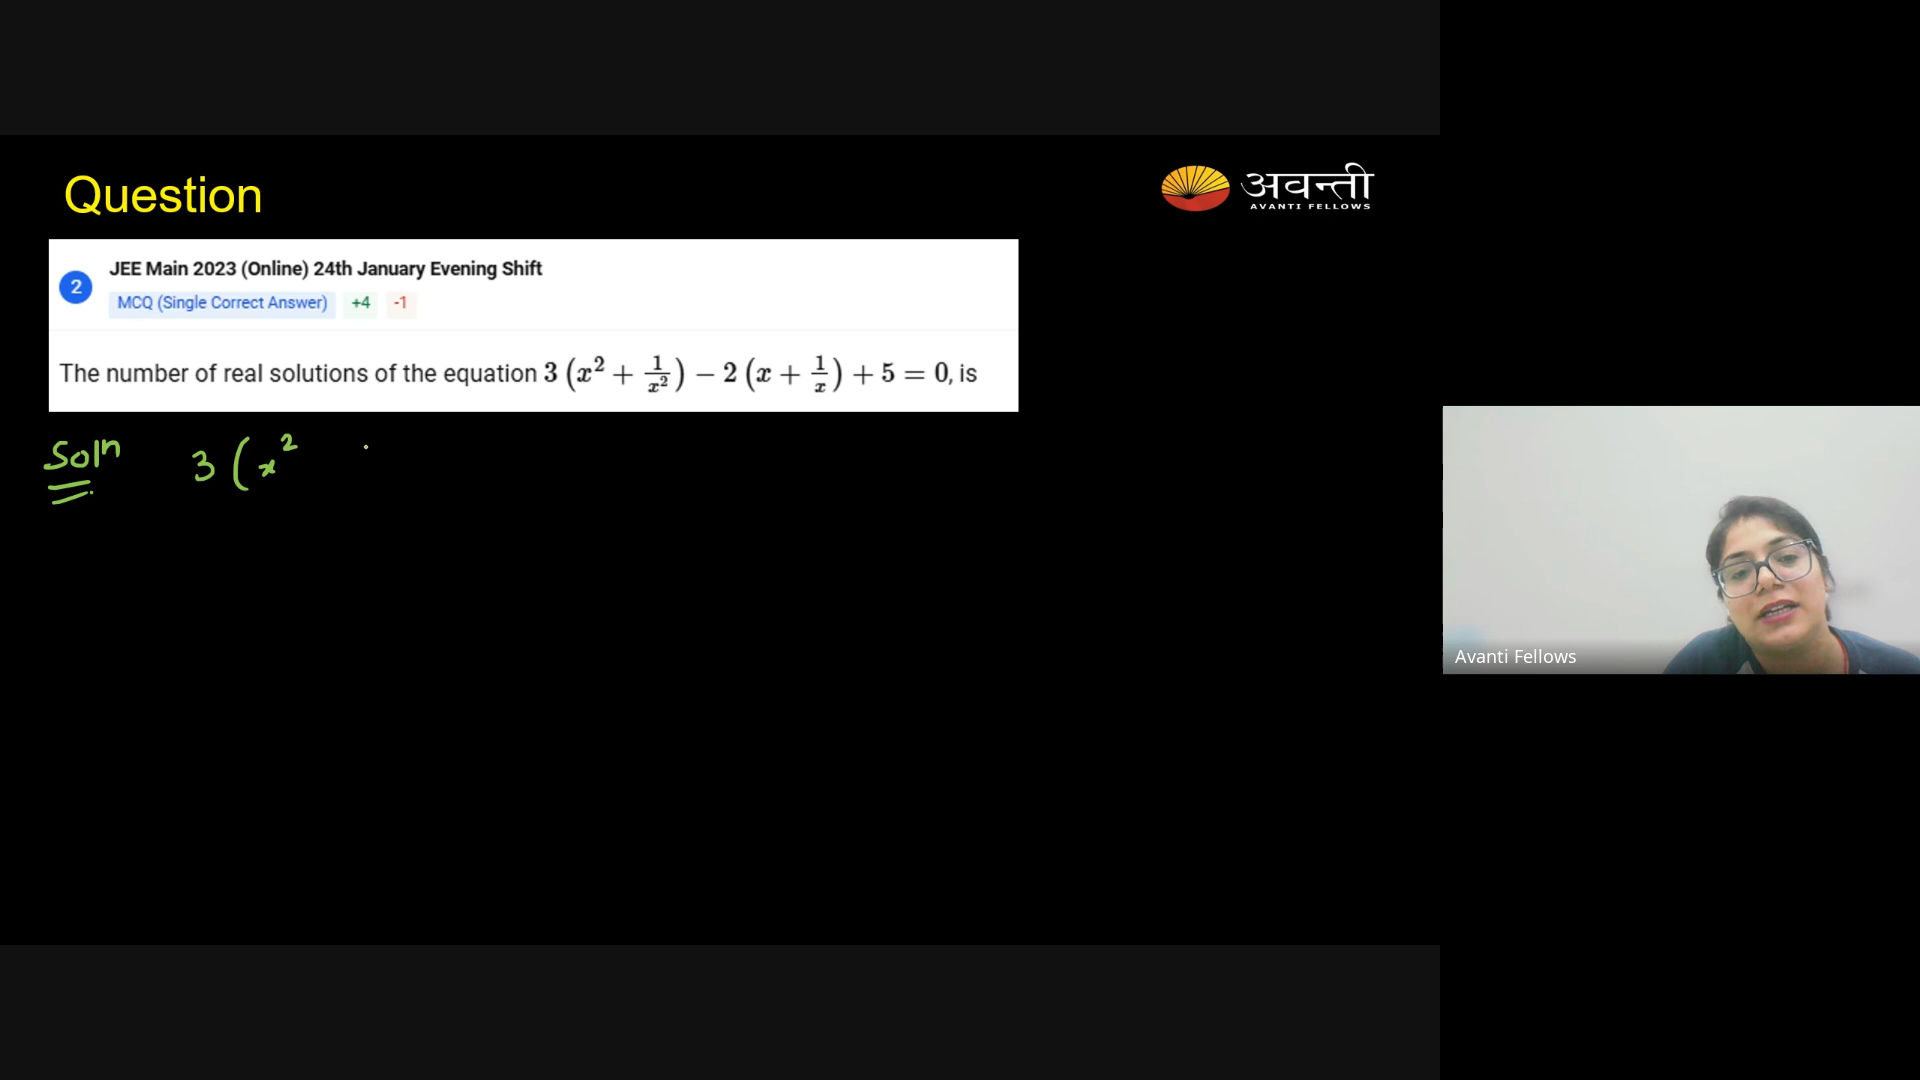 Question
अवन्ती
AVANTI FELLOWS
2
JEE Main 2023 (Online) 24th January Evening Shift
MCQ (Single Correct Answer) +4 -1
The number of real solutions of the equation 3 (x² + 1/x²) − 2 (x + 1/x) + 5 = 0, is
Soln 3 (x²
Avanti Fellows